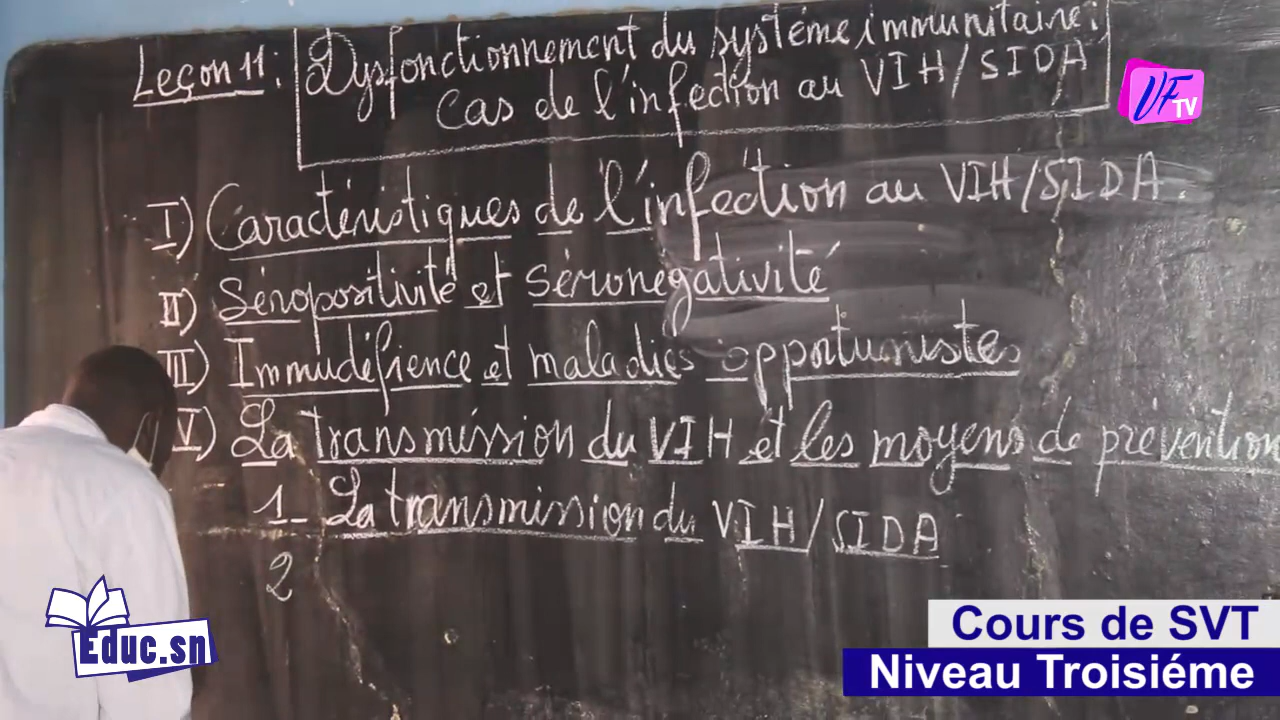 Leçon 11 : Dysfonctionnement du système immunitaire :
Cas de l'infection au VIH/SIDA
VF TV
I) Caractéristiques de l'infection au VIH/SIDA.
II) Séropositivité et Séronégativité
III) Immudéfience et maladies opportunistes
V) La transmission du VIH et les moyens de prévention
1_ La transmission du VIH/SIDA
2
Educ.sn
Cours de SVT
Niveau Troisiéme